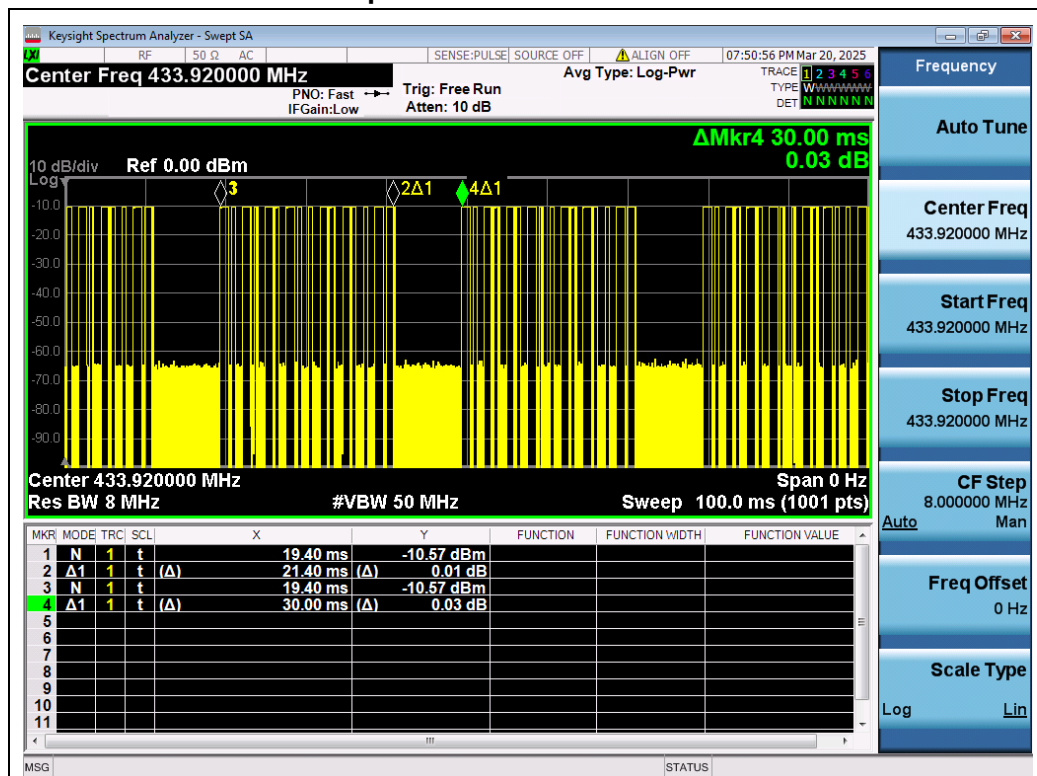 Keysight Spectrum Analyzer - Swept SA
LXI RF 50 Ω AC SENSE:PULSE SOURCE OFF ALIGN OFF 07:50:56 PM Mar 20, 2025
Center Freq 433.920000 MHz
PNO: Fast
IFGain:Low
Trig: Free Run
Atten: 10 dB
Avg Type: Log-Pwr
TRACE 1 2 3 4 5 6
TYPE WWWWWWW
DET N N N N N N
ΔMkr4 30.00 ms
0.03 dB
10 dB/div Ref 0.00 dBm
Log
3 2Δ1 4Δ1
-10.0
-20.0
-30.0
-40.0
-50.0
-60.0
-70.0
-80.0
-90.0
Center 433.920000 MHz Span 0 Hz
Res BW 8 MHz #VBW 50 MHz Sweep 100.0 ms (1001 pts)
MKR MODE TRC SCL X Y FUNCTION FUNCTION WIDTH FUNCTION VALUE
1 N 1 t 19.40 ms -10.57 dBm
2 Δ1 1 t (Δ) 21.40 ms (Δ) 0.01 dB
3 N 1 t 19.40 ms -10.57 dBm
4 Δ1 1 t (Δ) 30.00 ms (Δ) 0.03 dB
5
6
7
8
9
10
11
MSG STATUS
Frequency
Auto Tune
Center Freq
433.920000 MHz
Start Freq
433.920000 MHz
Stop Freq
433.920000 MHz
CF Step
8.000000 MHz
Auto Man
Freq Offset
0 Hz
Scale Type
Log Lin